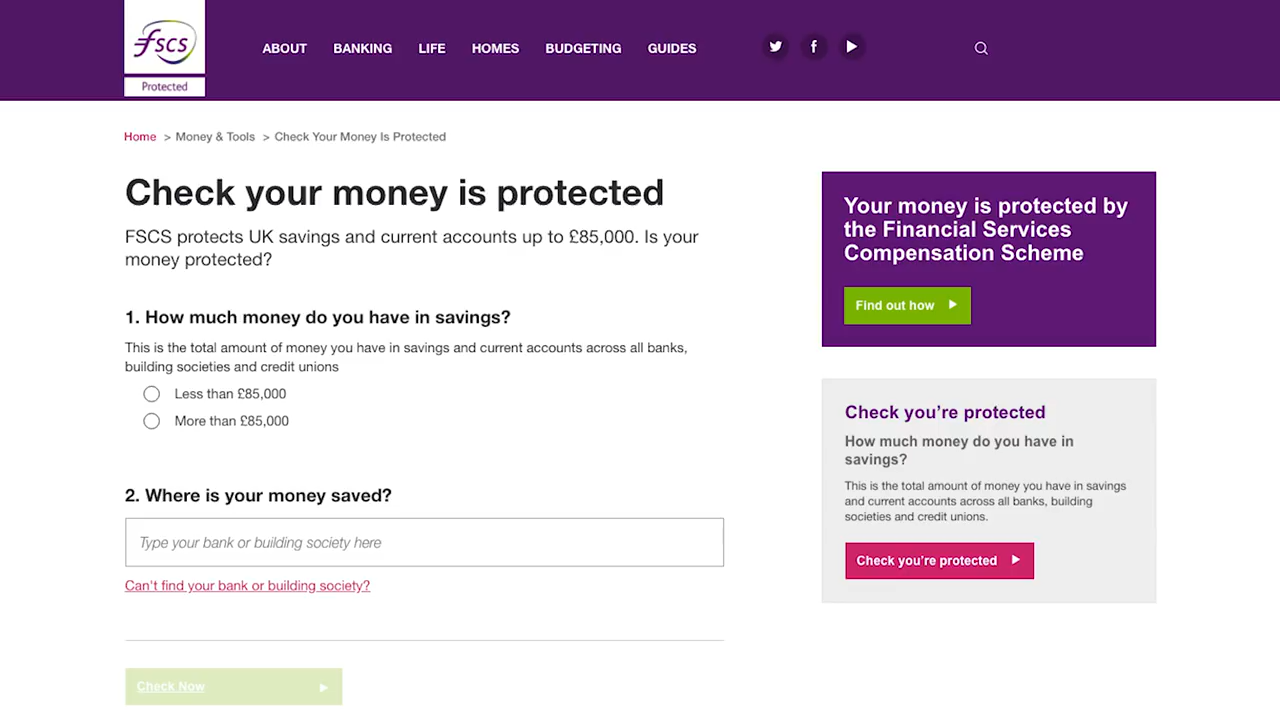 fscs
Protected
ABOUT BANKING LIFE HOMES BUDGETING GUIDES
Home > Money & Tools > Check Your Money Is Protected
Check your money is protected
FSCS protects UK savings and current accounts up to £85,000. Is your
money protected?
1. How much money do you have in savings?
This is the total amount of money you have in savings and current accounts across all banks,
building societies and credit unions
Less than £85,000
More than £85,000
2. Where is your money saved?
Type your bank or building society here
Can't find your bank or building society?
Check Now
Your money is protected by
the Financial Services
Compensation Scheme
Find out how
Check you’re protected
How much money do you have in
savings?
This is the total amount of money you have in savings
and current accounts across all banks, building
societies and credit unions.
Check you’re protected